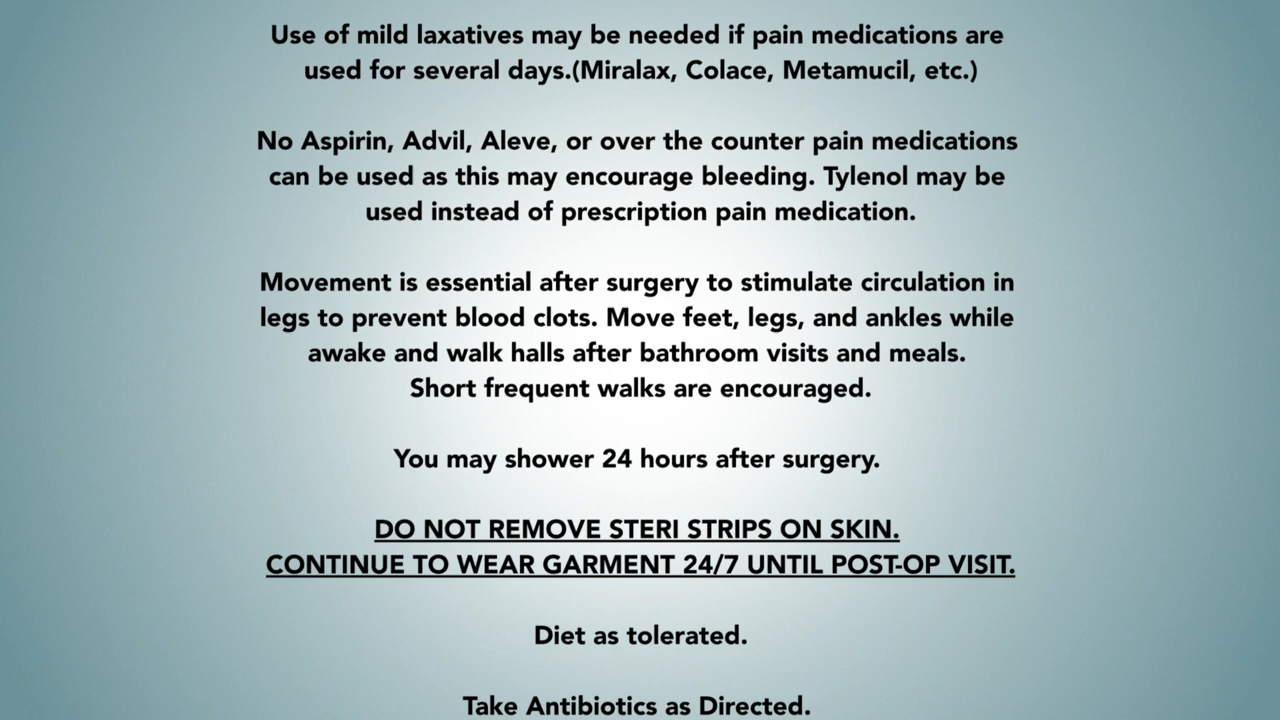 Use of mild laxatives may be needed if pain medications are
used for several days.(Miralax, Colace, Metamucil, etc.)
No Aspirin, Advil, Aleve, or over the counter pain medications
can be used as this may encourage bleeding. Tylenol may be
used instead of prescription pain medication.
Movement is essential after surgery to stimulate circulation in
legs to prevent blood clots. Move feet, legs, and ankles while
awake and walk halls after bathroom visits and meals.
Short frequent walks are encouraged.
You may shower 24 hours after surgery.
DO NOT REMOVE STERI STRIPS ON SKIN.
CONTINUE TO WEAR GARMENT 24/7 UNTIL POST-OP VISIT.
Diet as tolerated.
Take Antibiotics as Directed.